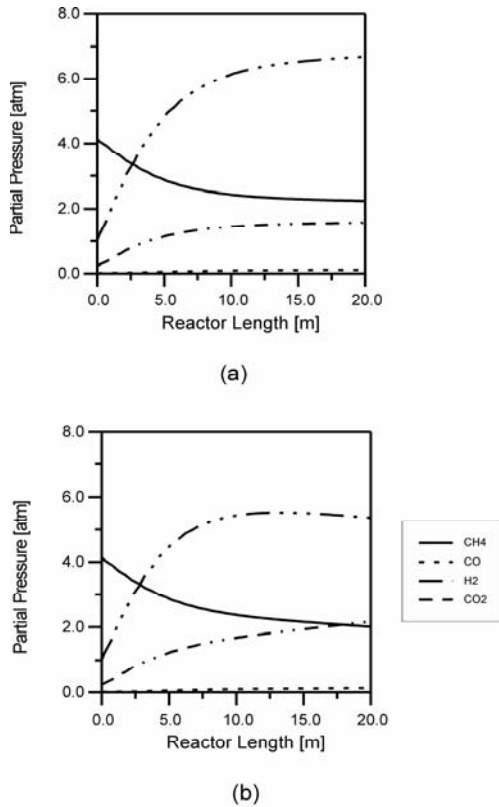 8.0
6.0
4.0
2.0
0.0
Partial Pressure [atm]
0.0 5.0 10.0 15.0 20.0
Reactor Length [m]
(a)
8.0
6.0
4.0
2.0
0.0
Partial Pressure [atm]
0.0 5.0 10.0 15.0 20.0
Reactor Length [m]
CH4
CO
H2
CO2
(b)